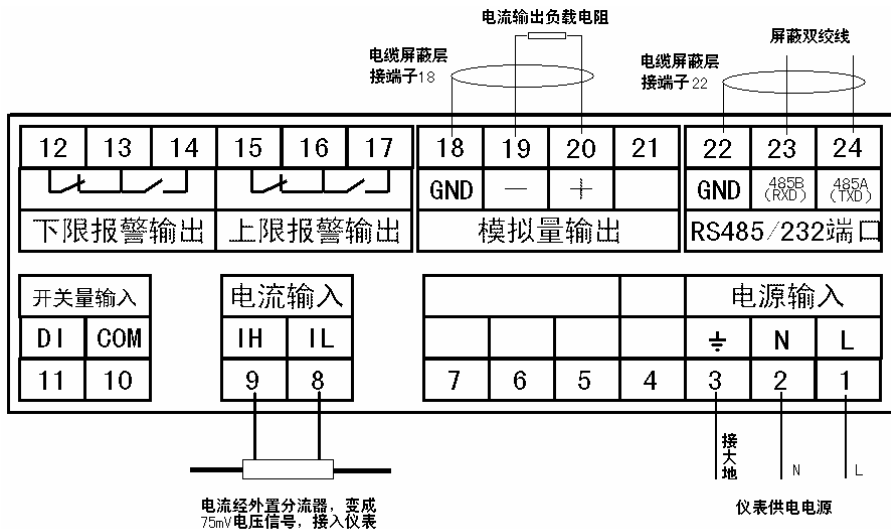 电流输出负载电阻
电缆屏蔽层
接端子18
屏蔽双绞线
电缆屏蔽层
接端子22
12 13 14 15 16 17 18 19 20 21 22 23 24
GND — + GND 485B (RXD) 485A (TXD)
下限报警输出 上限报警输出 模拟量输出 RS485/232端口
开关量输入 电流输入 电源输入
DI COM IH IL N L
11 10 9 8 7 6 5 4 3 2 1
接大地
N
L
电流经外置分流器，变成
75mV电压信号，接入仪表
仪表供电电源